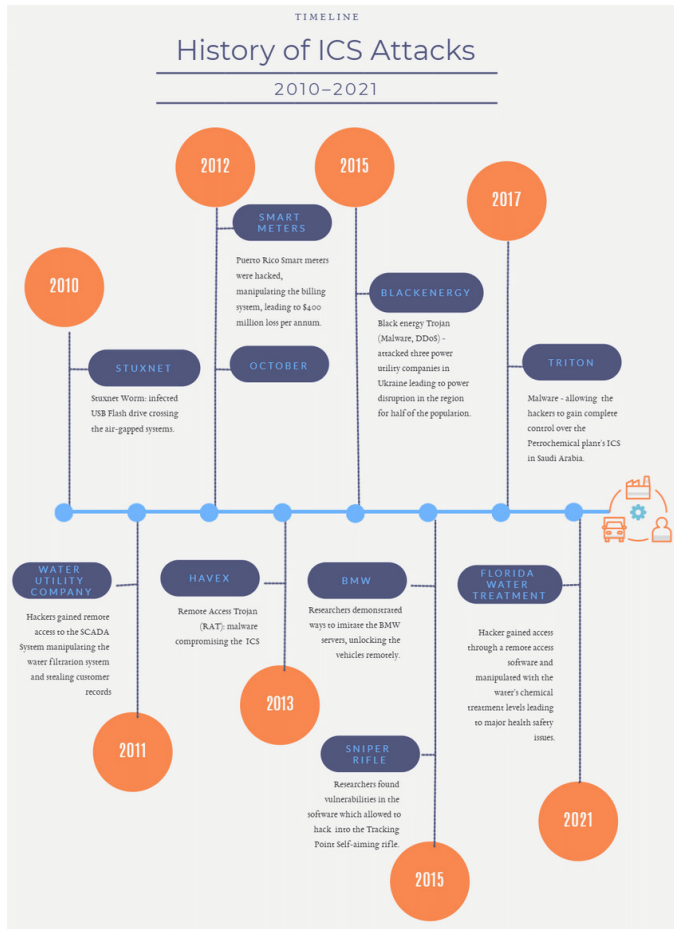 TIMELINE
History of ICS Attacks
2010–2021
2010
STUXNET
Stuxnet Worm: infected
USB Flash drive crossing
the air-gapped systems.
2012
SMART
METERS
Puerto Rico Smart meters
were hacked,
manipulating the billing
system, leading to $400
million loss per annum.
OCTOBER
2015
BLACKENERGY
Black energy Trojan
(Malware, DDoS) -
attacked three power
utility companies in
Ukraine leading to power
disruption in the region
for half of the population.
2017
TRITON
Malware - allowing the
hackers to gain complete
control over the
Petrochemical plant's ICS
in Saudi Arabia.
WATER
UTILITY
COMPANY
Hackers gained remote
access to the SCADA
System manipulating the
water filtration system
and stealing customer
records
2011
HAVEX
Remote Access Trojan
(RAT): malware
compromising the ICS
2013
BMW
Researchers demonstrated
ways to imitate the BMW
servers, unlocking the
vehicles remotely.
SNIPER
RIFLE
Researchers found
vulnerabilities in the
software which allowed to
hack into the Tracking
Point Self-aiming rifle.
2015
FLORIDA
WATER
TREATMENT
Hacker gained access
through a remote access
software and
manipulated with the
water's chemical
treatment levels leading
to major health safety
issues.
2021